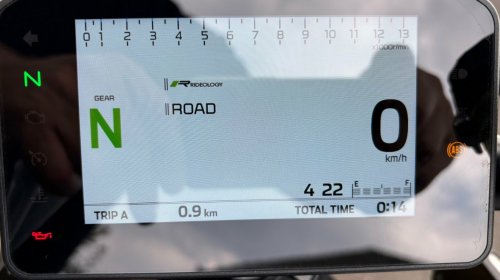 0 1 2 3 4 5 6 7 8 9 10 11 12 13
x1000r/min
N
GEAR
RIDEOLOGY
N
ROAD
0
km/h
ABS
4 22 E F
TRIP A 0.9 km TOTAL TIME 0:14